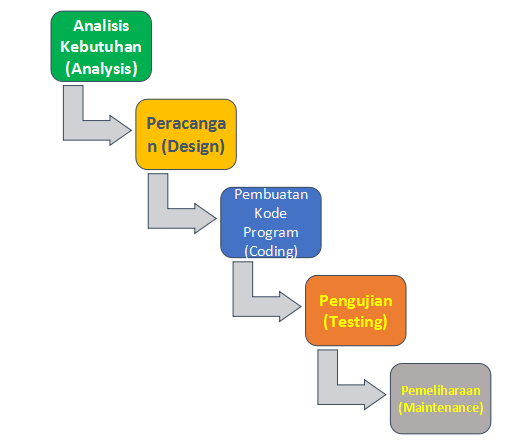 Analisis
Kebutuhan
(Analysis)
Peracanga
n (Design)
Pembuatan
Kode
Program
(Coding)
Pengujian
(Testing)
Pemeliharaan
(Maintenance)